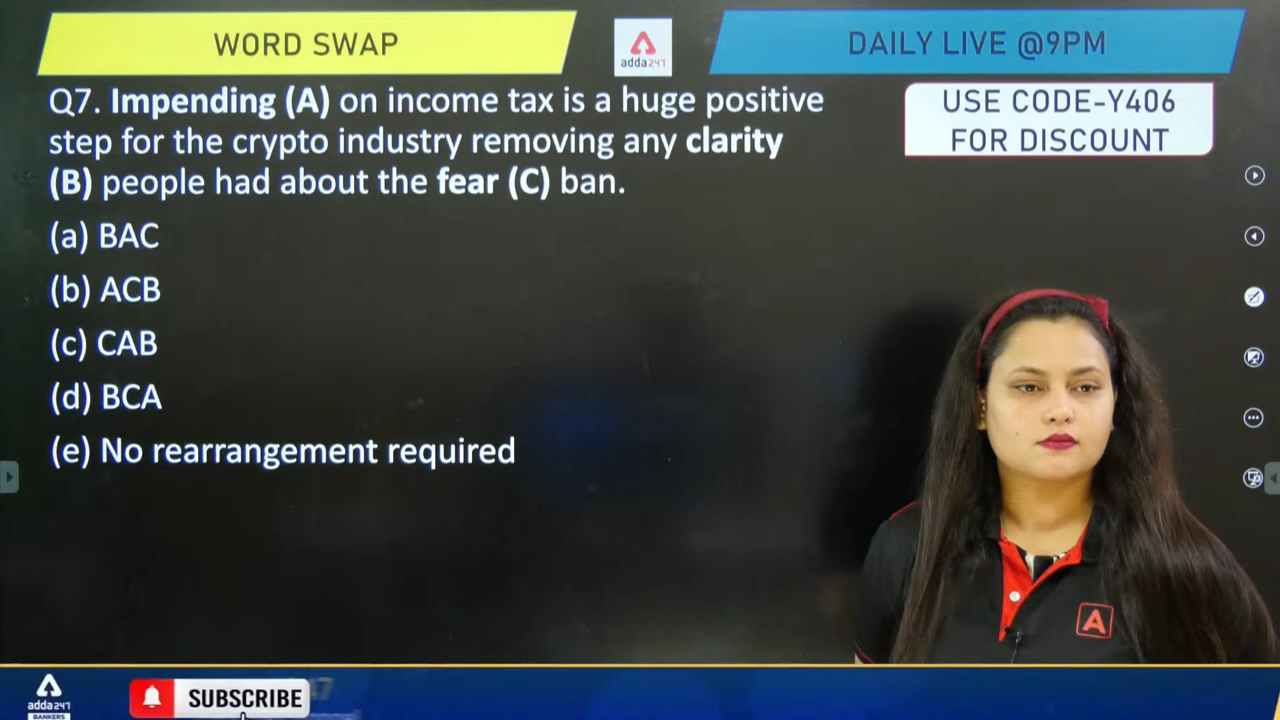 WORD SWAP
adda247
DAILY LIVE @9PM
Q7. Impending (A) on income tax is a huge positive
step for the crypto industry removing any clarity
(B) people had about the fear (C) ban.
USE CODE-Y406
FOR DISCOUNT
(a) BAC
(b) ACB
(c) CAB
(d) BCA
(e) No rearrangement required
A
adda247
BANKERS
SUBSCRIBE